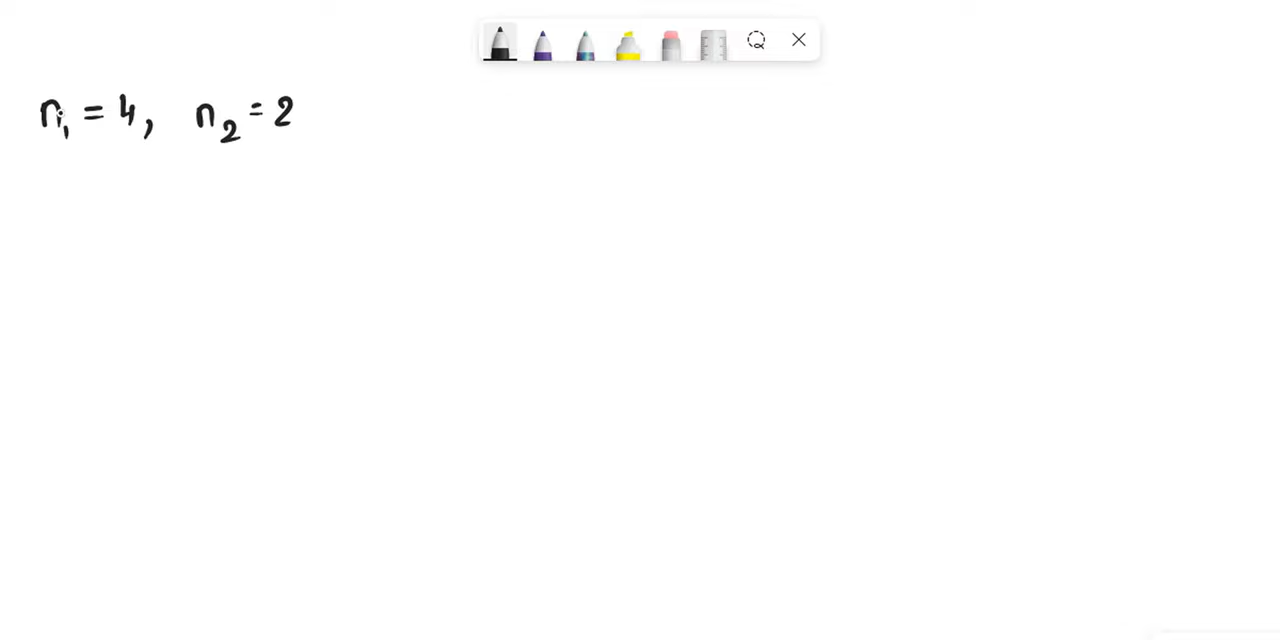 n₁ = 4, n₂ = 2